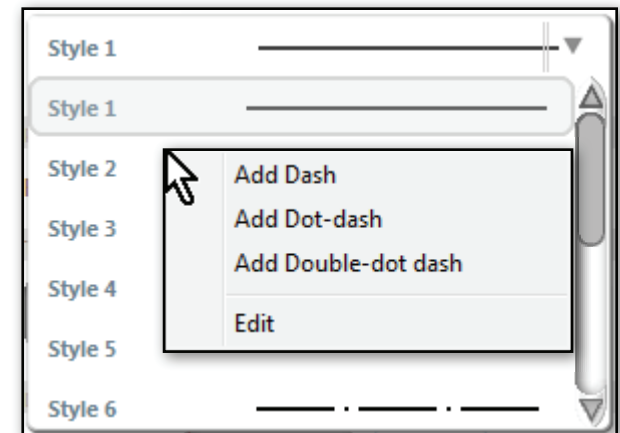 Style 1
Style 1
Style 2
Add Dash
Style 3
Add Dot-dash
Add Double-dot dash
Style 4
Edit
Style 5
Style 6